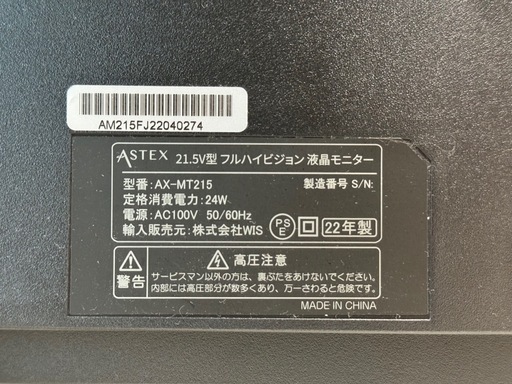 AM215FJ22040274
ASTEX 21.5V型 フルハイビジョン 液晶モニター
型番: AX-MT215 製造番号 S/N:
定格消費電力: 24W
電源: AC100V 50/60Hz
輸入販売元: 株式会社WIS PSE 22年製
警告
高圧注意
サービスマン以外の方は、裏ぶたをあけないでください。
内部には高圧部分が数多くあり、万一さわると危険です。
MADE IN CHINA